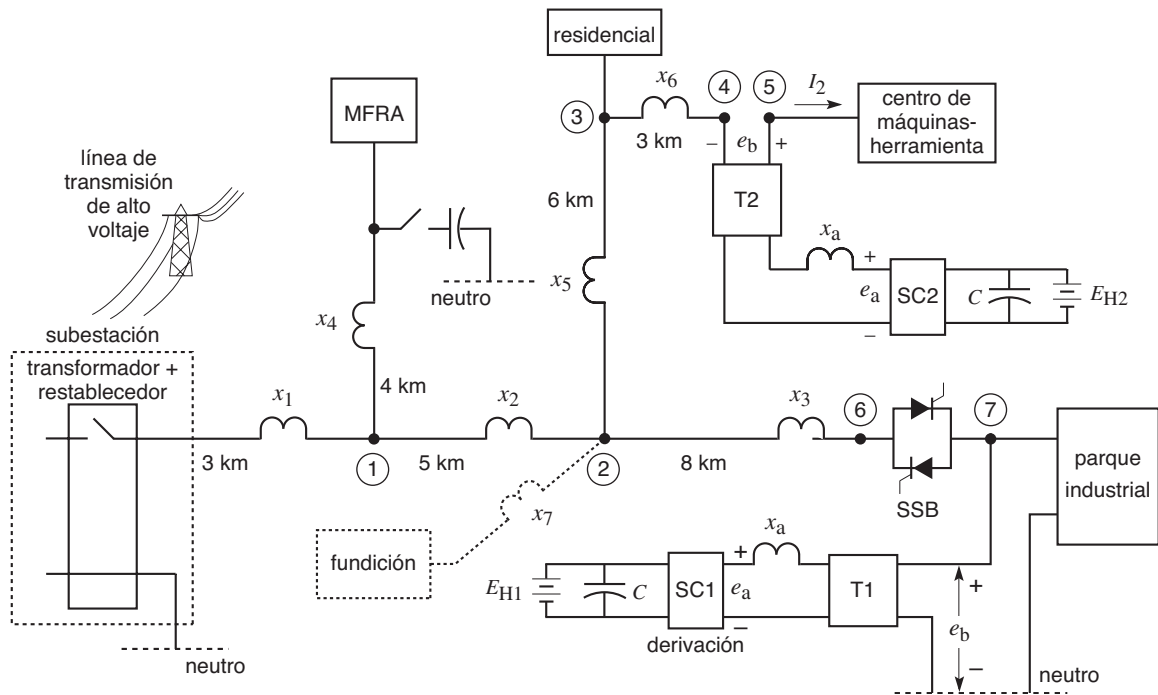 residencial
MFRA
x6
4
5
I2
centro de
máquinas-
herramienta
3
3 km
– eb +
T2
línea de
transmisión
de alto
voltaje
6 km
xa
+
ea
SC2
C
EH2
–
neutro
x5
x4
subestación
transformador +
restablecedor
4 km
x1
x2
x3
6
7
3 km
1
5 km
2
8 km
SSB
parque
industrial
x7
fundición
xa
+
EH1
C
SC1
ea
T1
+
–
derivación
eb
–
neutro
neutro